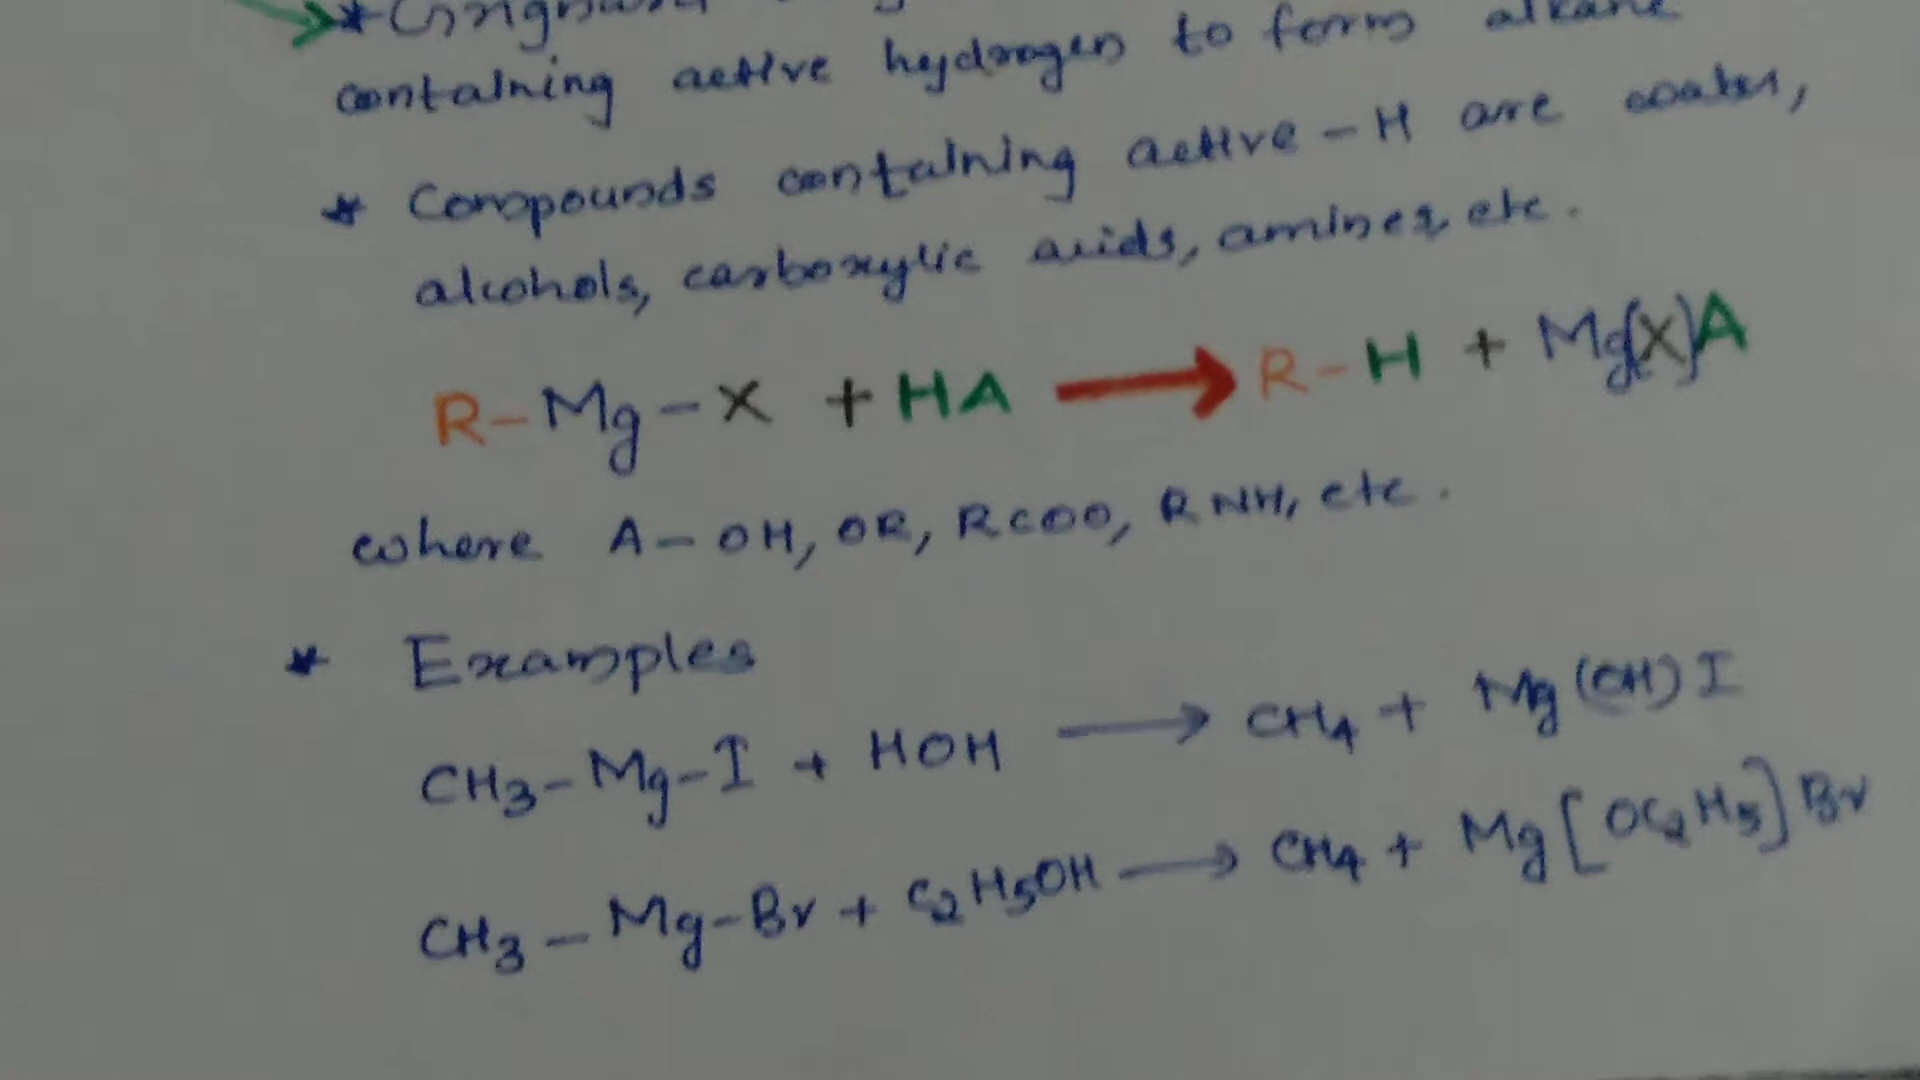 * Grignard
containing active hydrogen to form alkane
* Compounds containing active - H are water,
alcohols, carboxylic acids, amines, etc.
R-Mg-X + HA → R-H + Mg(X)A
where A - OH, OR, RCOO, RNH, etc.
* Examples
CH3-Mg-I + HOH → CH4 + Mg(OH)I
CH3-Mg-Br + C2H5OH → CH4 + Mg[OC2H5]Br